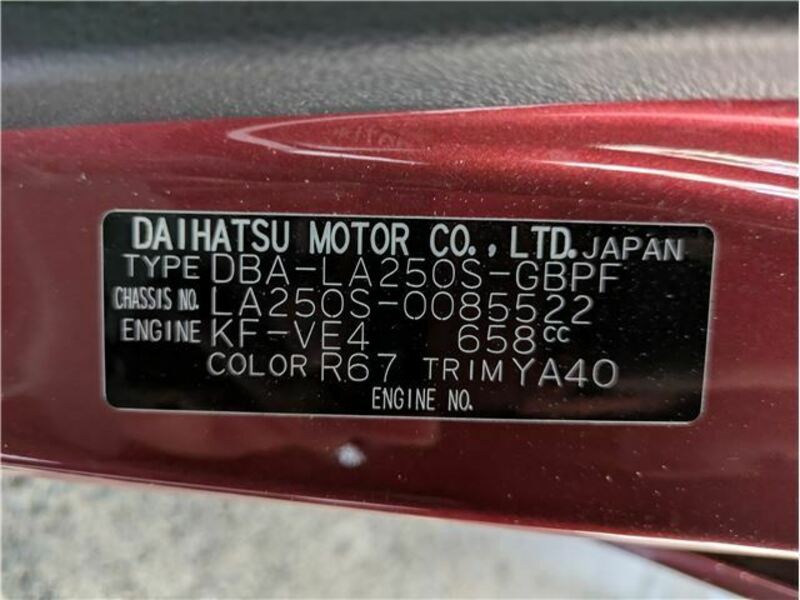 DAIHATSU MOTOR CO., LTD. JAPAN
TYPE DBA-LA250S-GBPF
CHASSIS NO. LA250S-0085522
ENGINE KF-VE4 658cc
COLOR R67 TRIM YA40
ENGINE NO.